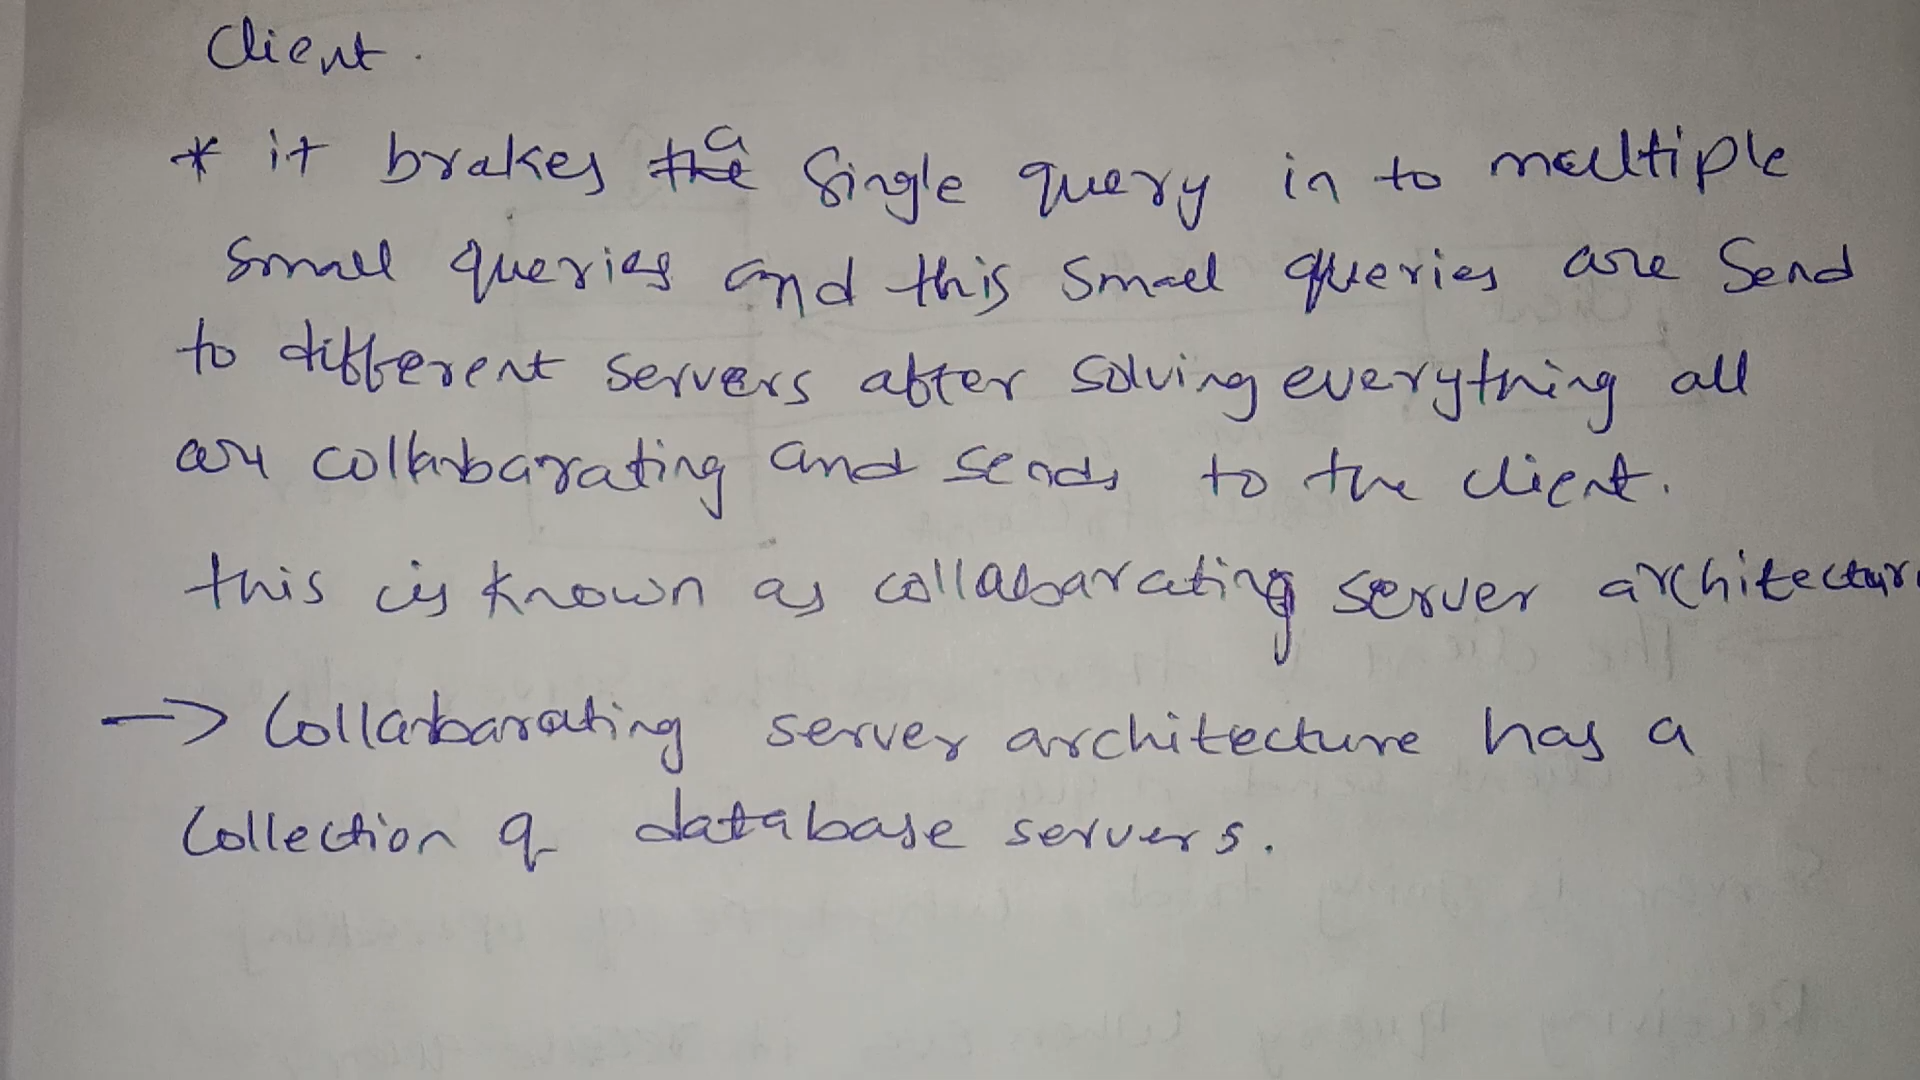 Client.
* it brakes a Single query in to multiple
small queries and this small queries are Send
to different servers after solving everything all
are collabarating and sends to the client.
this is known as collabarating server architecture
-> Collabarating server architecture has a
Collection of database servers.